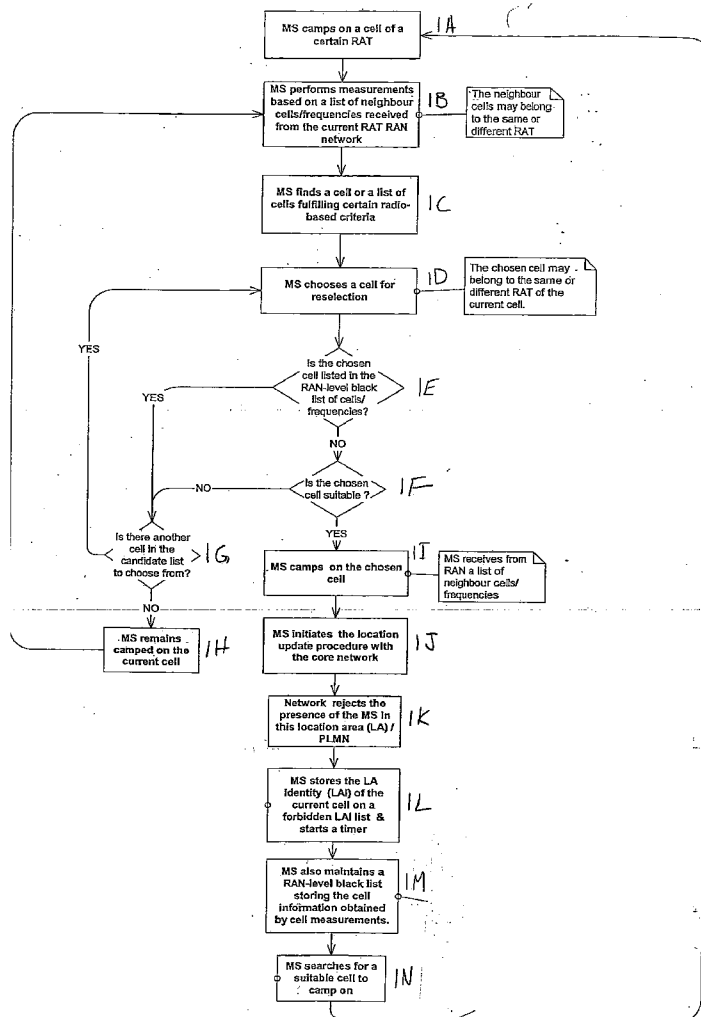 MS camps on a cell of a
certain RAT
1A
MS performs measurements
based on a list of neighbour
cells/frequencies received
from the current RAT RAN
network
1B
The neighbour
cells may belong
to the same or
different RAT
MS finds a cell or a list of
cells fulfilling certain radio-
based criteria
1C
MS chooses a cell for
reselection
1D
The chosen cell may
belong to the same or
different RAT of the
current cell.
YES
Is the chosen
cell listed in the
RAN-level black
list of cells/
frequencies?
1E
YES
NO
Is the chosen
cell suitable ?
1F
NO
YES
Is there another
cell in the
candidate list
to choose from?
1G
MS camps on the chosen
cell
1I
MS receives from
RAN a list of
neighbour cells/
frequencies
NO
MS remains
camped on the
current cell
1H
MS initiates the location
update procedure with
the core network
1J
Network rejects the
presence of the MS in
this location area (LA) /
PLMN
1K
MS stores the LA
Identity (LAI) of the
current cell on a
forbidden LAI list &
starts a timer
1L
MS also maintains a
RAN-level black list
storing the cell
information obtained
by cell measurements.
1M
MS searches for a
suitable cell to
camp on
1N